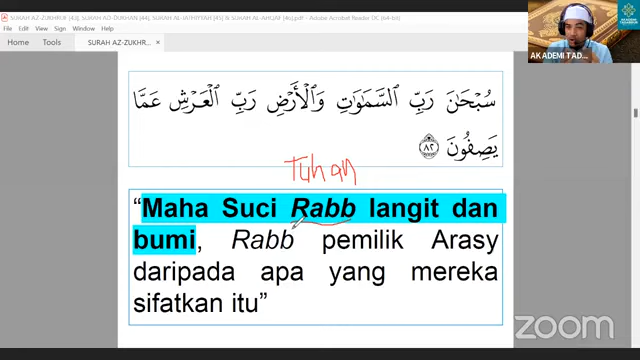 SURAH AZ-ZUKHRUF [43], SURAH AD-DUKHAN [44], SURAH AL-JATHIYAH [45] & SURAH AL-AHQAF [46].pdf - Adobe Acrobat Reader DC (64-bit)
File Edit View Sign Window Help
Home Tools SURAH AZ-ZUKHR... ×
AKADEMI TAD...
سُبْحَٰنَ رَبِّ ٱلسَّمَٰوَٰتِ وَٱلْأَرْضِ رَبِّ ٱلْعَرْشِ عَمَّا
يَصِفُونَ ٨٢
Tuhan
“Maha Suci Rabb langit dan
bumi, Rabb pemilik Arasy
daripada apa yang mereka
sifatkan itu”
zoom